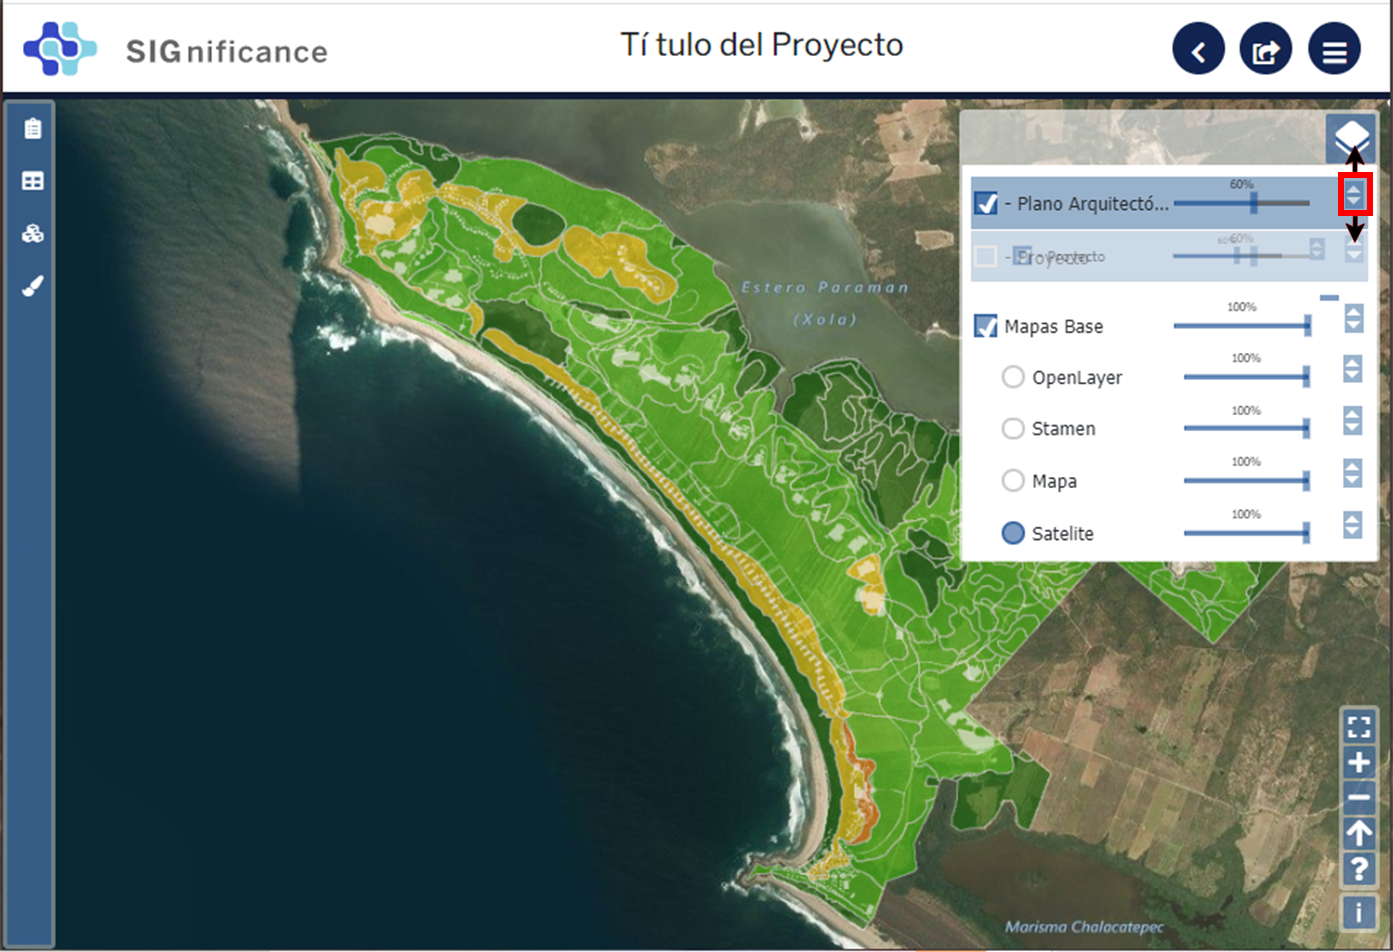 SIGnificance
Tí tulo del Proyecto
60%
- Plano Arquitectó...
60%
- Proyecto
100%
Mapas Base
100%
OpenLayer
100%
Stamen
100%
Mapa
100%
Satelite
Estero Paraman
(Xola)
?
i
Marisma Chalacatepec